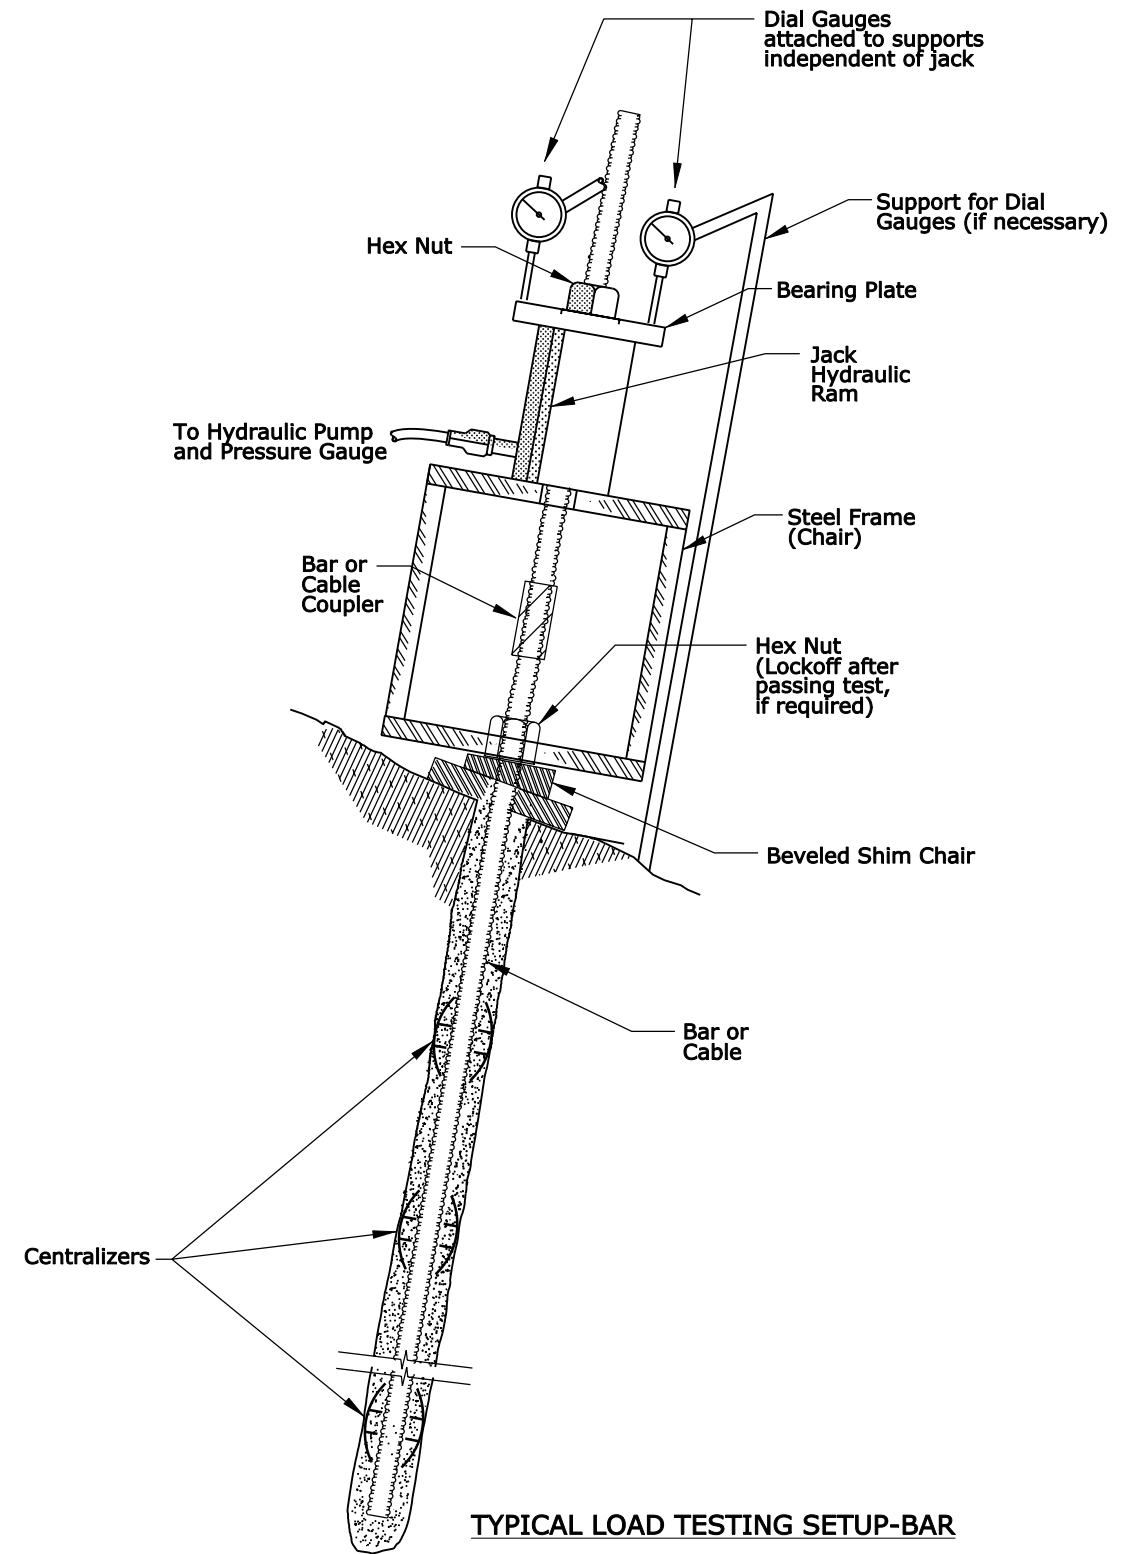 Dial Gauges
attached to supports
independent of jack
Support for Dial
Gauges (if necessary)
Hex Nut
Bearing Plate
Jack
Hydraulic
Ram
To Hydraulic Pump
and Pressure Gauge
Steel Frame
(Chair)
Bar or
Cable
Coupler
Hex Nut
(Lockoff after
passing test,
if required)
Beveled Shim Chair
Bar or
Cable
Centralizers
TYPICAL LOAD TESTING SETUP-BAR